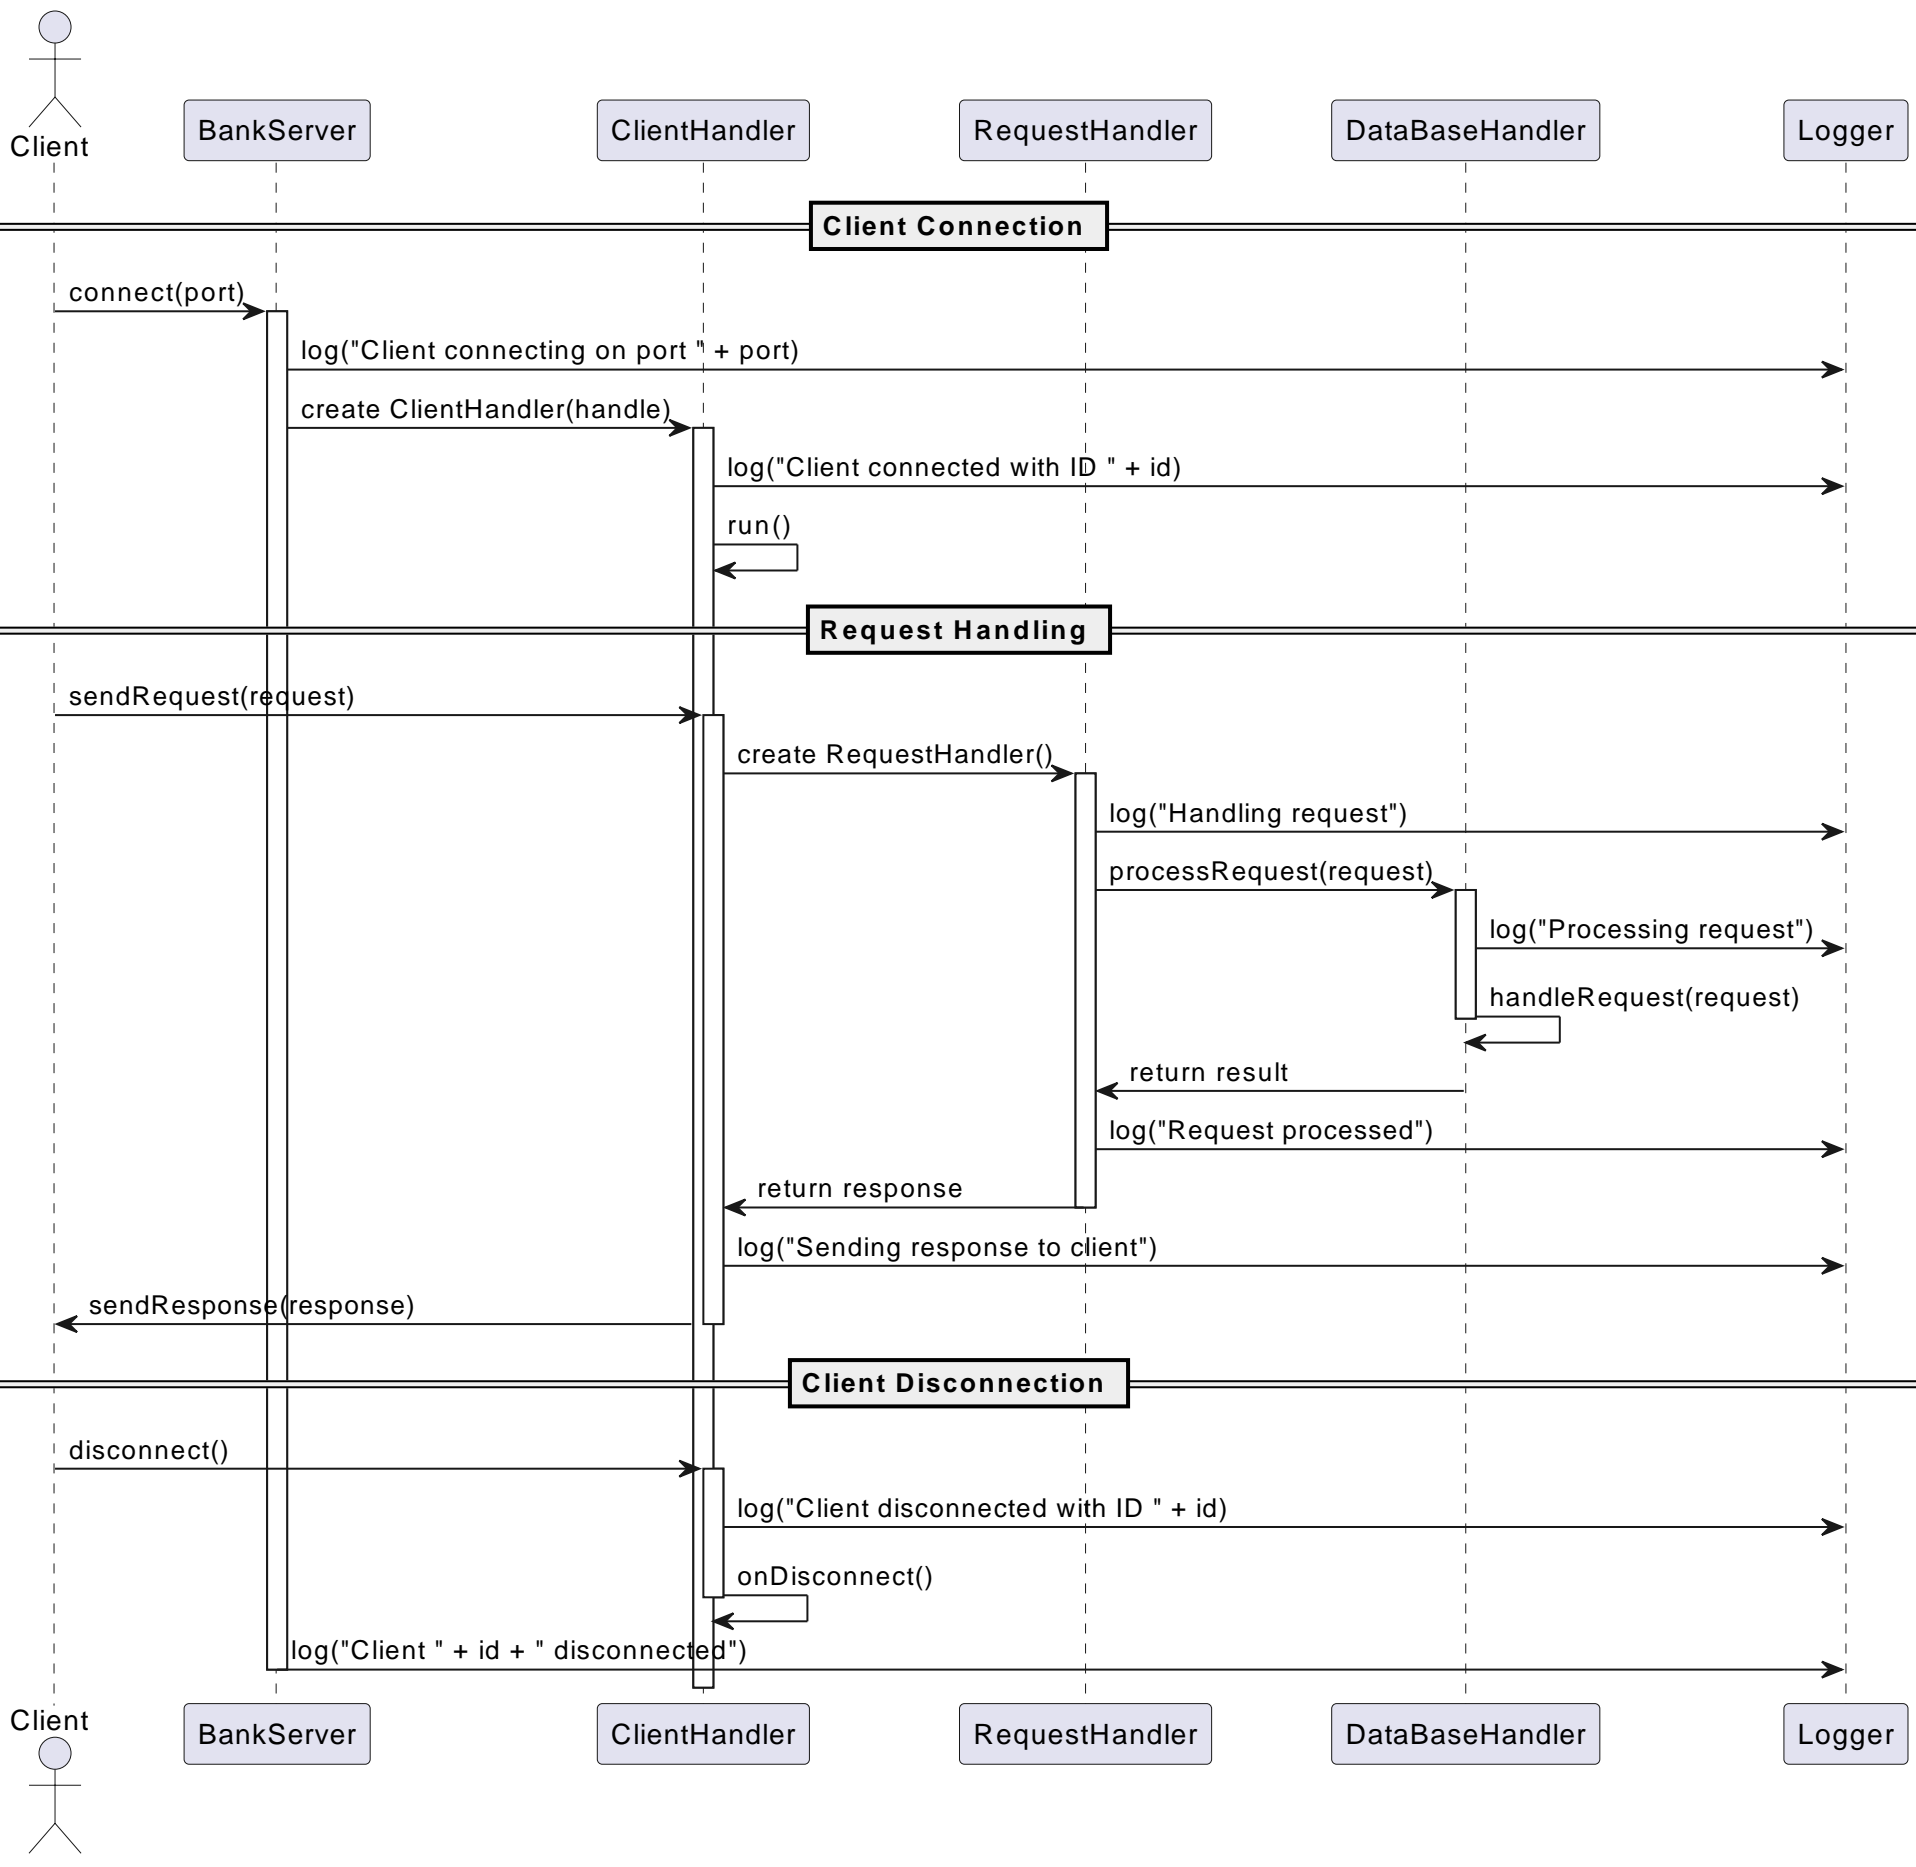 Client
BankServer
ClientHandler
RequestHandler
DataBaseHandler
Logger
Client Connection
connect(port)
log("Client connecting on port " + port)
create ClientHandler(handle)
log("Client connected with ID " + id)
run()
Request Handling
sendRequest(request)
create RequestHandler()
log("Handling request")
processRequest(request)
log("Processing request")
handleRequest(request)
return result
log("Request processed")
return response
log("Sending response to client")
sendResponse(response)
Client Disconnection
disconnect()
log("Client disconnected with ID " + id)
onDisconnect()
log("Client " + id + " disconnected")
Client
BankServer
ClientHandler
RequestHandler
DataBaseHandler
Logger